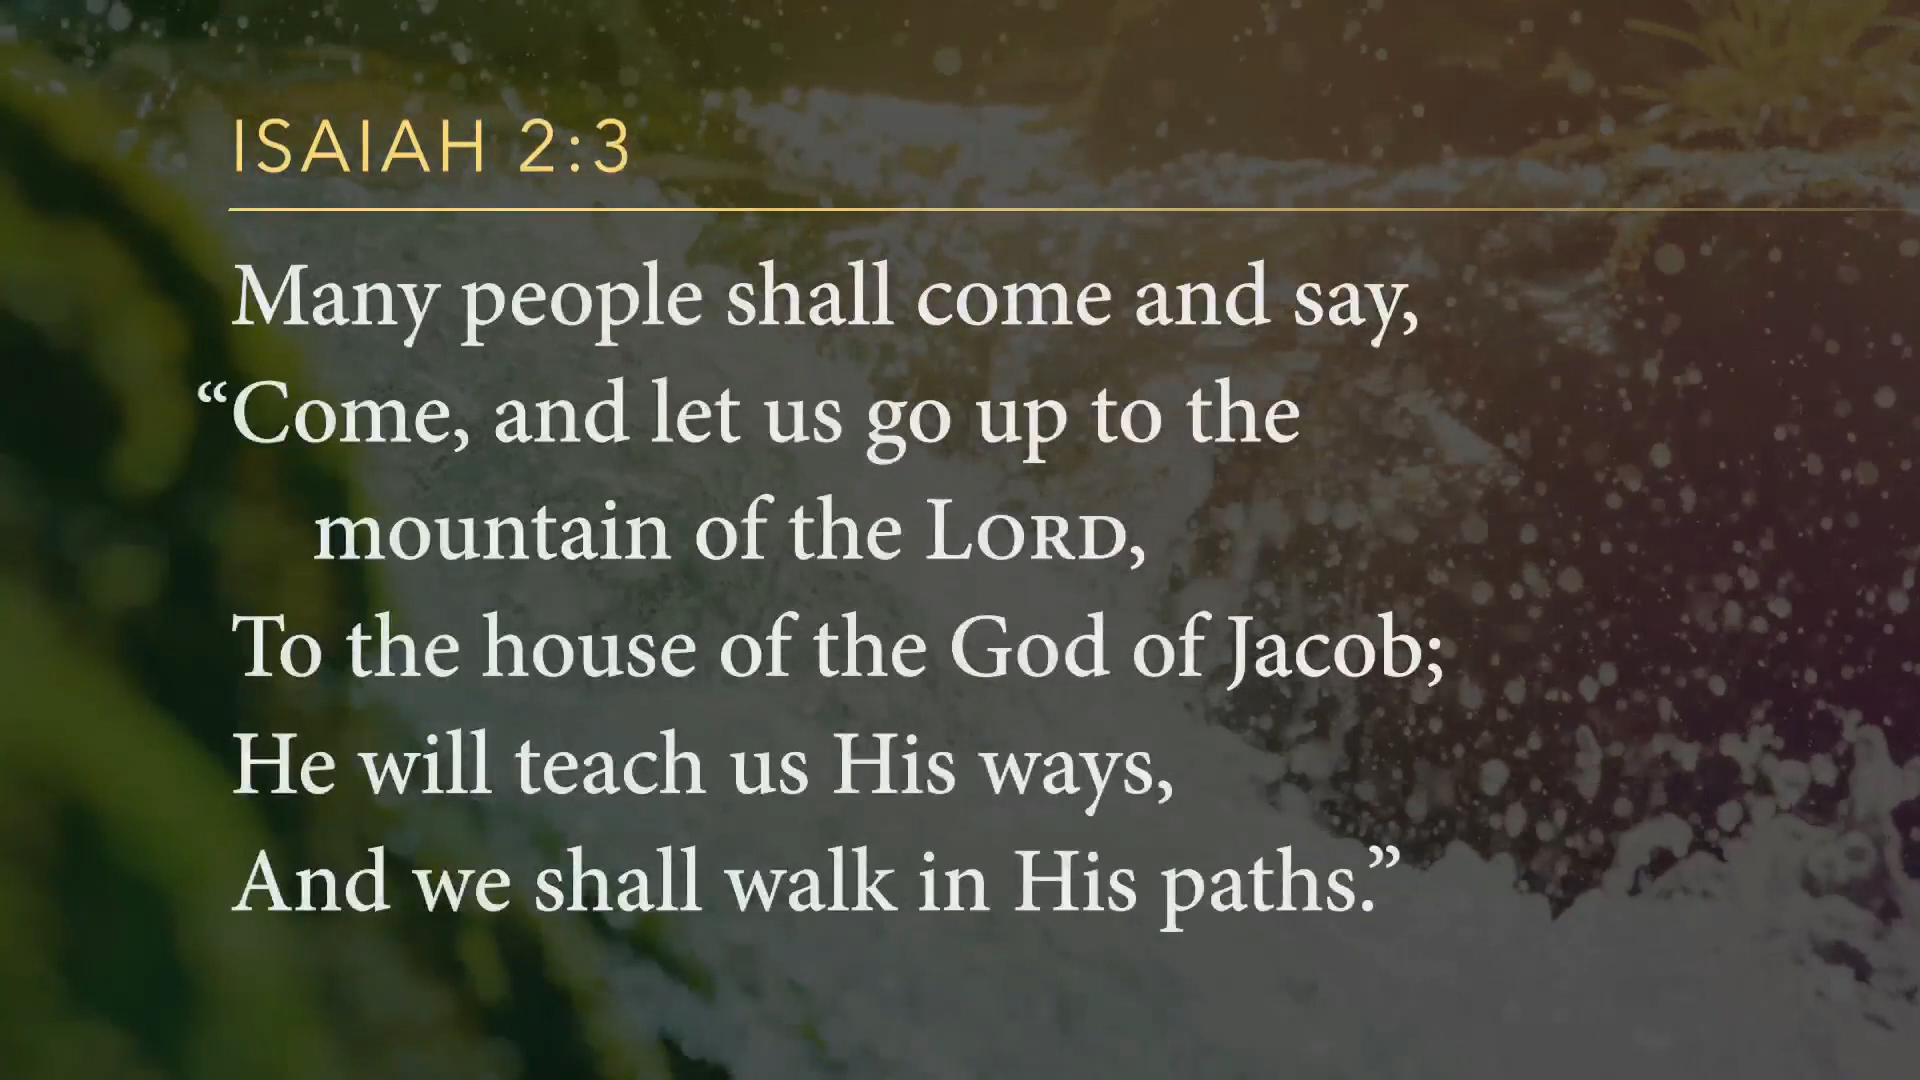 ISAIAH 2:3
Many people shall come and say,
“Come, and let us go up to the
mountain of the LORD,
To the house of the God of Jacob;
He will teach us His ways,
And we shall walk in His paths.”